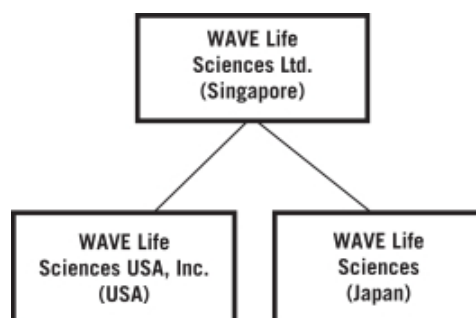 WAVE Life
Sciences Ltd.
(Singapore)
WAVE Life
Sciences USA, Inc.
(USA)
WAVE Life
Sciences
(Japan)